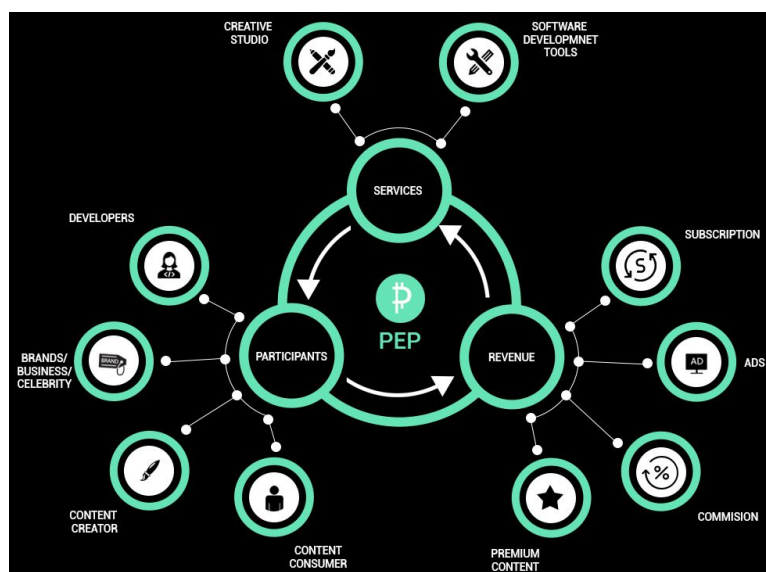 CREATIVE
STUDIO
SOFTWARE
DEVELOPMNET
TOOLS
SERVICES
DEVELOPERS
SUBSCRIPTION
PEP
BRANDS/
BUSINESS/
CELEBRITY
BRAND
PARTICIPANTS
REVENUE
AD
ADS
CONTENT
CREATOR
CONTENT
CONSUMER
PREMIUM
CONTENT
%
COMMISION
S